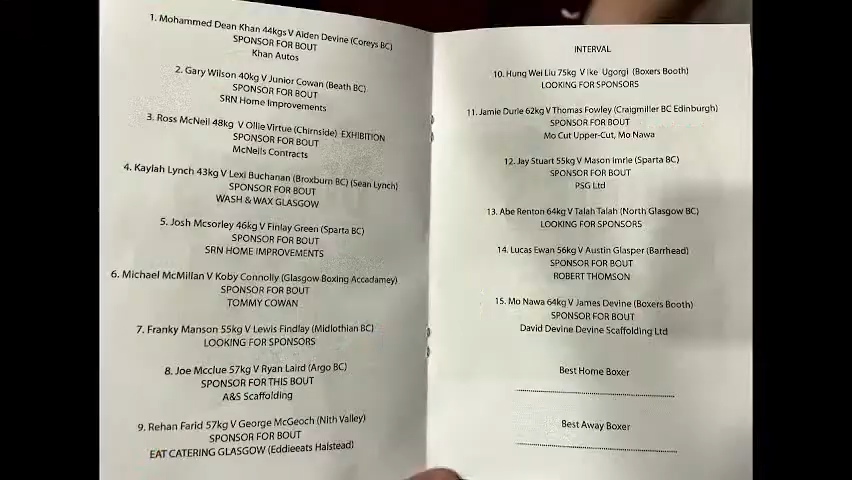 1. Mohammed Dean Khan 44kgs V Aiden Devine (Coreys BC)
SPONSOR FOR BOUT
Khan Autos
2. Gary Wilson 40kg V Junior Cowan (Beath BC)
SPONSOR FOR BOUT
SRN Home Improvements
3. Ross McNeil 48kg V Ollie Virtue (Chirnside) EXHIBITION
SPONSOR FOR BOUT
McNeils Contracts
4. Kaylah Lynch 43kg V Lexi Buchanan (Broxburn BC) (Sean Lynch)
SPONSOR FOR BOUT
WASH & WAX GLASGOW
5. Josh Mcsorley 46kg V Finlay Green (Sparta BC)
SPONSOR FOR BOUT
SRN HOME IMPROVEMENTS
6. Michael McMillan V Koby Connolly (Glasgow Boxing Accadamey)
SPONSOR FOR BOUT
TOMMY COWAN
7. Franky Manson 55kg V Lewis Findlay (Midlothian BC)
LOOKING FOR SPONSORS
8. Joe Mcclue 57kg V Ryan Laird (Argo BC)
SPONSOR FOR THIS BOUT
A&S Scaffolding
9. Rehan Farid 57kg V George McGeoch (Nith Valley)
SPONSOR FOR BOUT
EAT CATERING GLASGOW (Eddieeats Halstead)
INTERVAL
10. Hung Wei Liu 75kg V Ike Ugorgi (Boxers Booth)
LOOKING FOR SPONSORS
11. Jamie Durie 62kg V Thomas Fowley (Craigmiller BC Edinburgh)
SPONSOR FOR BOUT
Mo Cut Upper-Cut, Mo Nawa
12. Jay Stuart 55kg V Mason Imrie (Sparta BC)
SPONSOR FOR BOUT
PSG Ltd
13. Abe Renton 64kg V Talah Talah (North Glasgow BC)
LOOKING FOR SPONSORS
14. Lucas Ewan 56kg V Austin Glasper (Barrhead)
SPONSOR FOR BOUT
ROBERT THOMSON
15. Mo Nawa 64kg V James Devine (Boxers Booth)
SPONSOR FOR BOUT
David Devine Devine Scaffolding Ltd
Best Home Boxer
Best Away Boxer